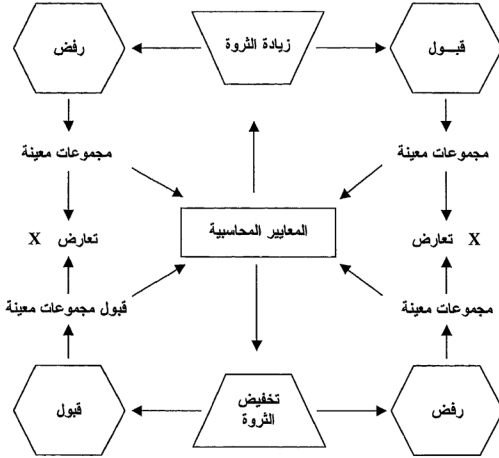 قبـــول
زيادة الثروة
رفض
مجموعات معينة
مجموعات معينة
المعايير المحاسبية
X تعارض
تعارض X
مجموعات معينة
قبول مجموعات معينة
رفض
تخفيض
الثروة
قبول